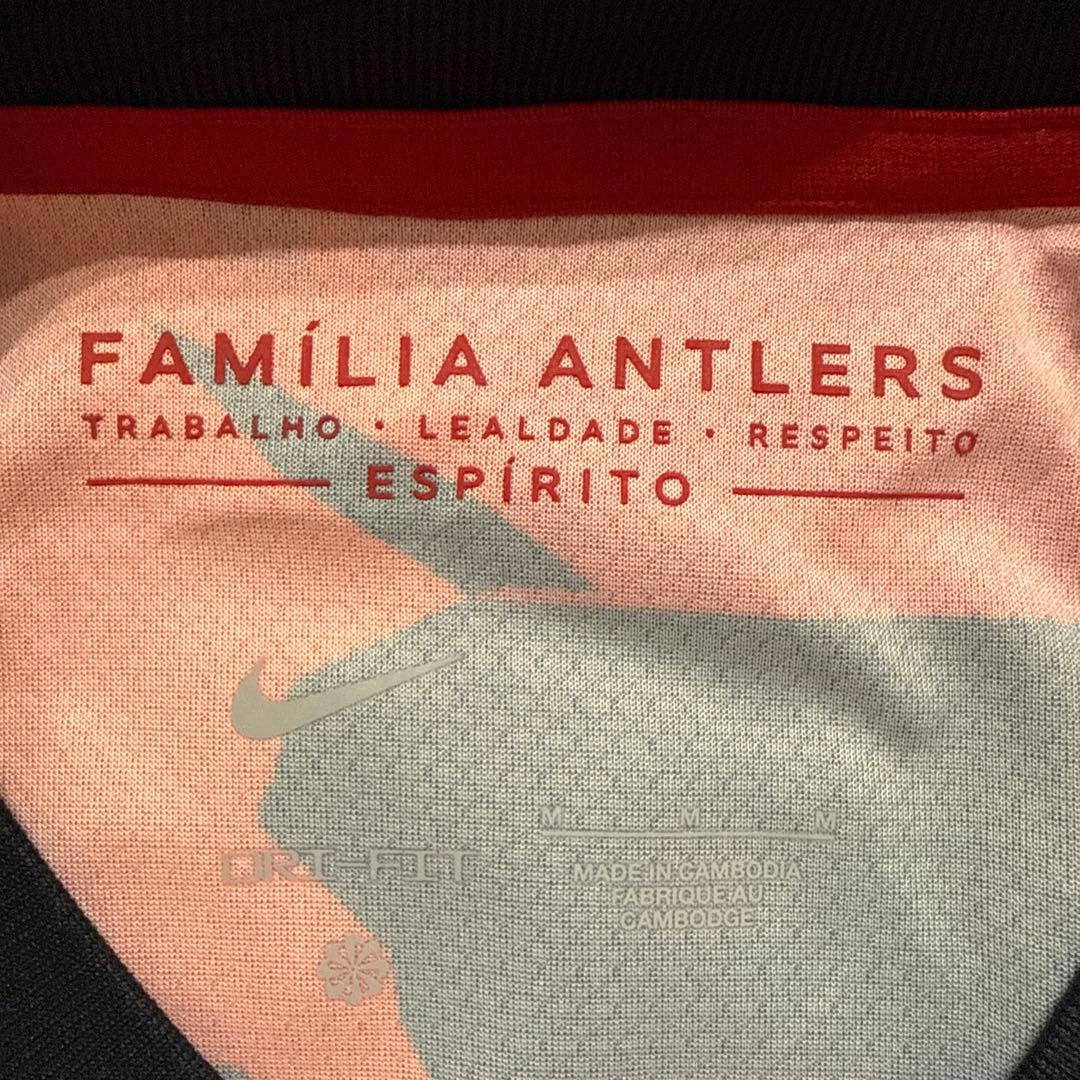 FAMÍLIA ANTLERS
TRABALHO · LEALDADE · RESPEITO
ESPÍRITO
M M M
DRI-FIT
MADE IN CAMBODIA
FABRIQUE AU
CAMBODGE